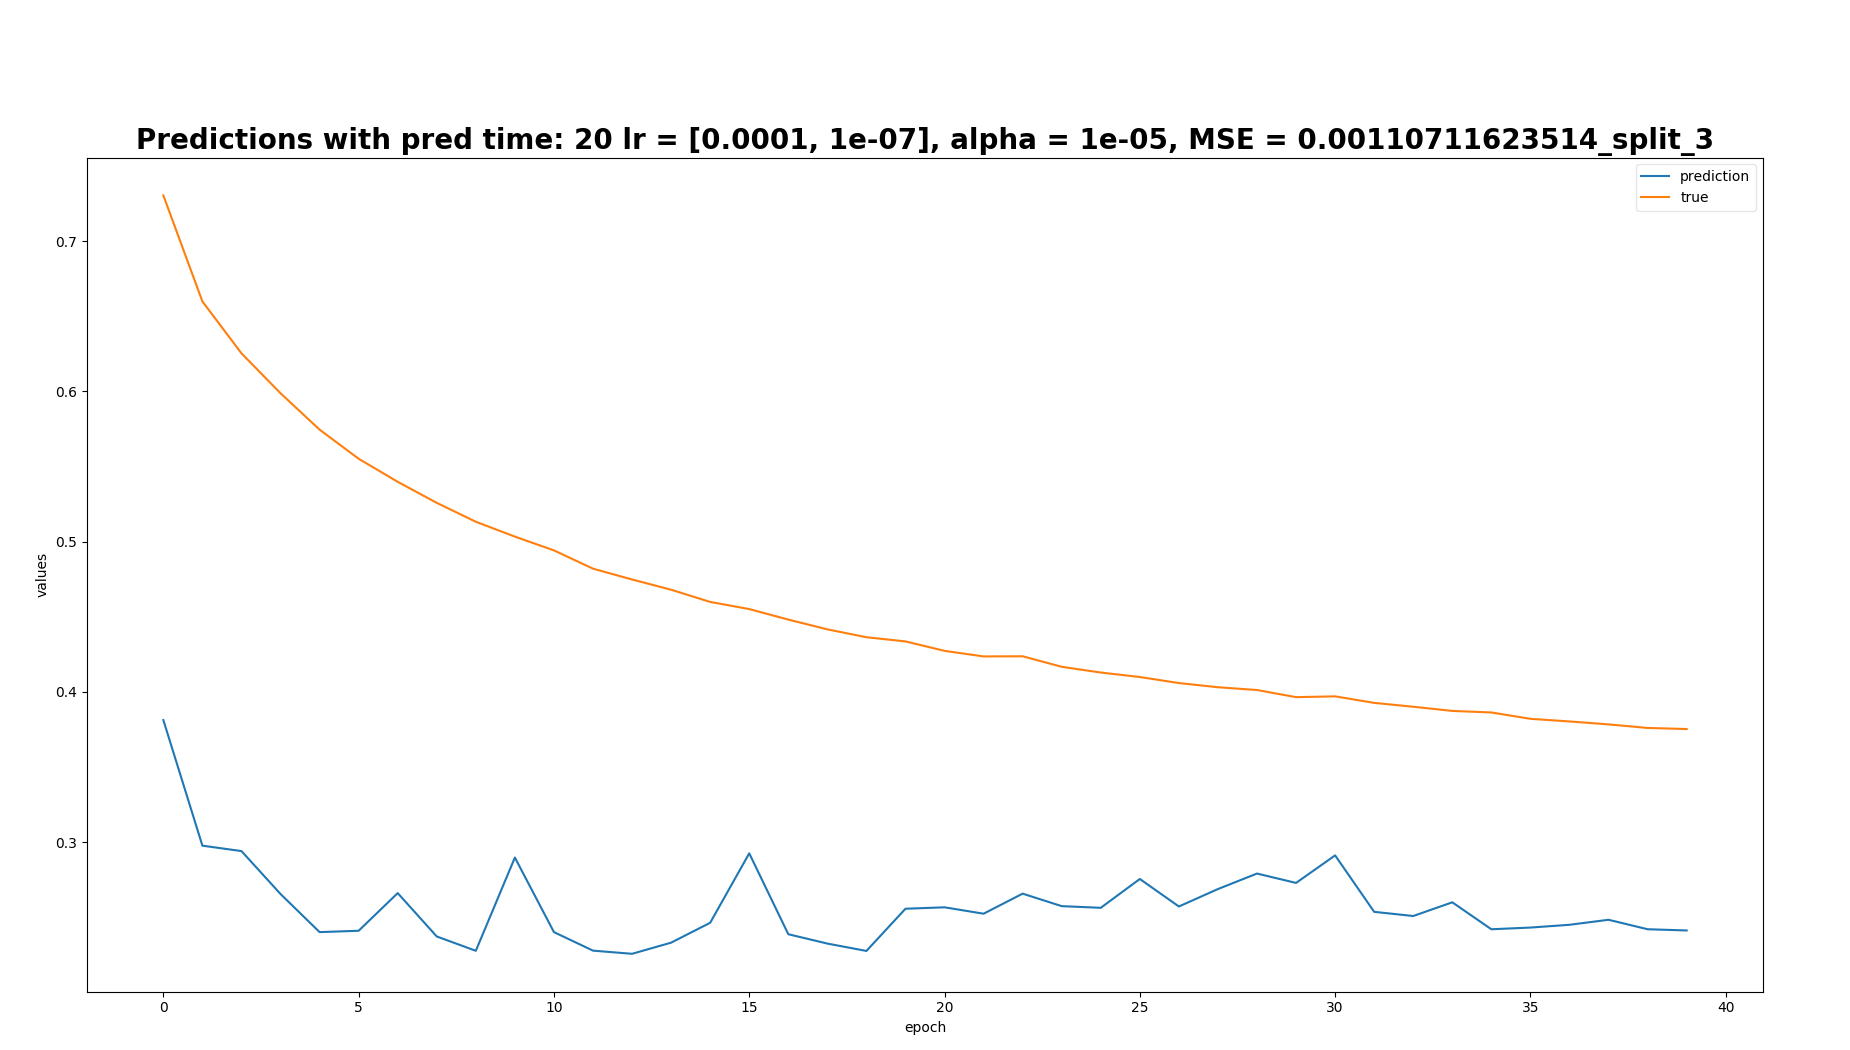 Predictions with pred time: 20 lr = [0.0001, 1e-07], alpha = 1e-05, MSE = 0.00110711623514_split_3
prediction
true
values
0.7
0.6
0.5
0.4
0.3
0 5 10 15 20 25 30 35 40
epoch